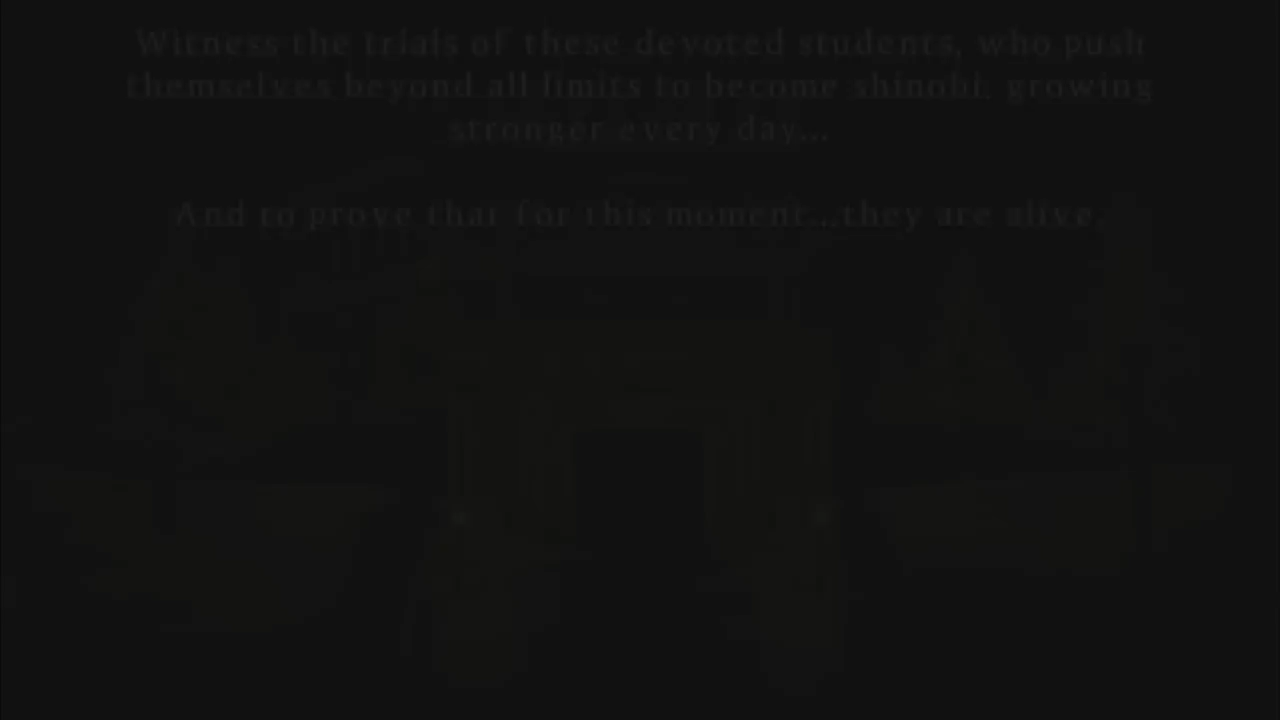 Witness the trials of these devoted students, who push
themselves beyond all limits to become shinobi, growing
stronger every day...
And to prove that for this moment...they are alive.